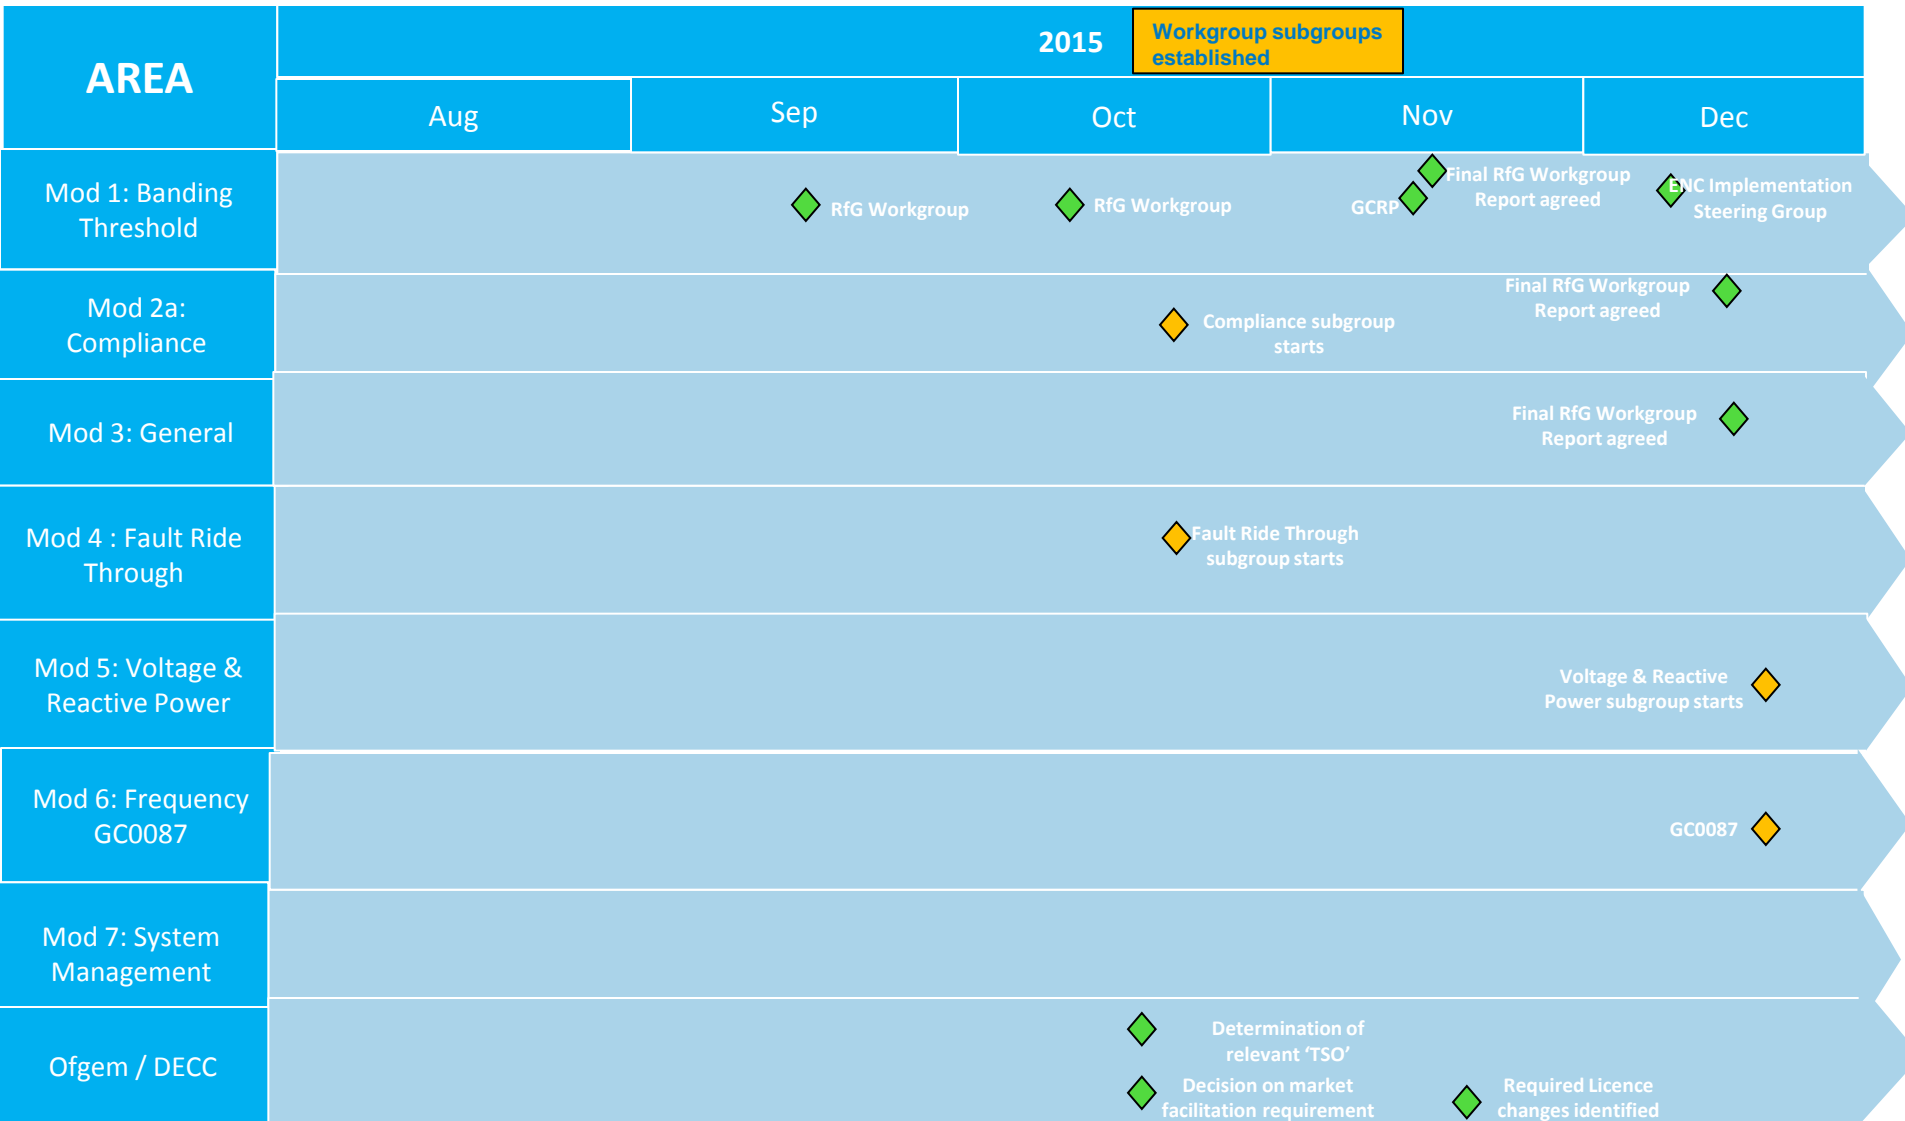 AREA
2015
Workgroup subgroups
established
Aug
Sep
Oct
Nov
Dec
Mod 1: Banding
Threshold
RfG Workgroup
RfG Workgroup
GCRP
Final RfG Workgroup
Report agreed
ENC Implementation
Steering Group
Mod 2a:
Compliance
Compliance subgroup
starts
Final RfG Workgroup
Report agreed
Mod 3: General
Final RfG Workgroup
Report agreed
Mod 4 : Fault Ride
Through
Fault Ride Through
subgroup starts
Mod 5: Voltage &
Reactive Power
Voltage & Reactive
Power subgroup starts
Mod 6: Frequency
GC0087
GC0087
Mod 7: System
Management
Ofgem / DECC
Determination of
relevant ‘TSO’
Decision on market
facilitation requirement
Required Licence
changes identified